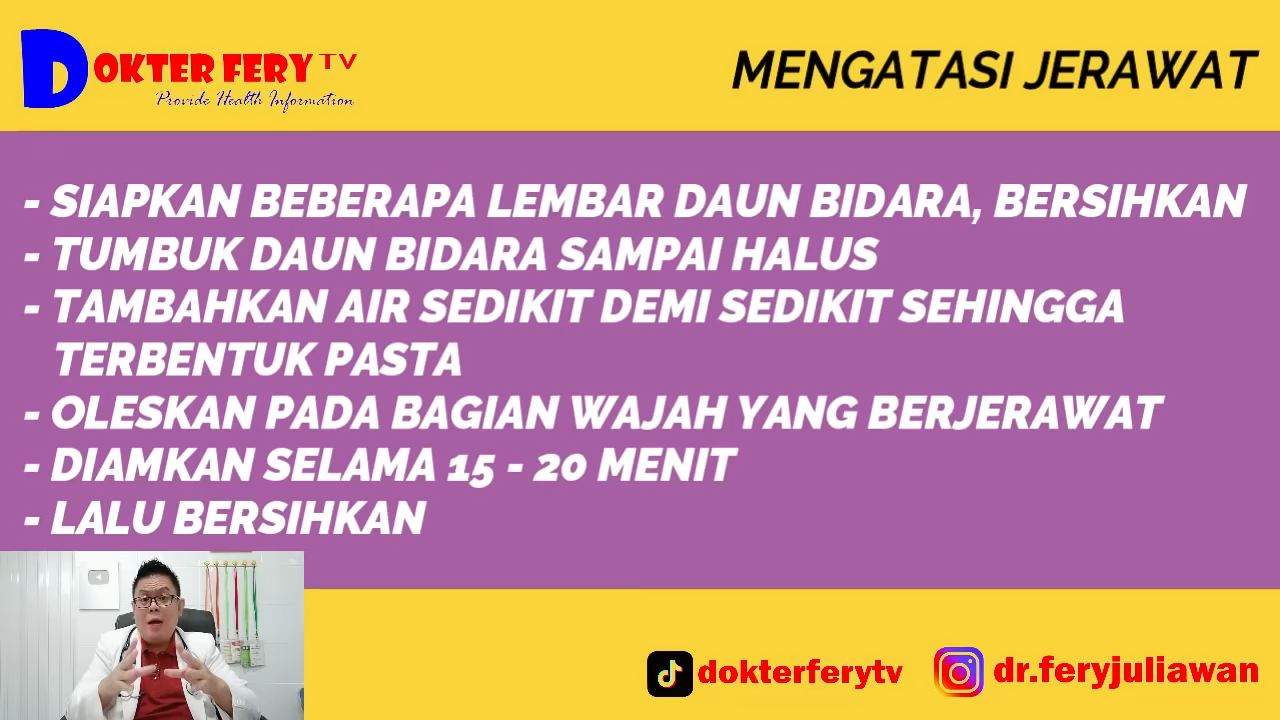 DOKTER FERY TV
Provide Health Information
MENGATASI JERAWAT
- SIAPKAN BEBERAPA LEMBAR DAUN BIDARA, BERSIHKAN
- TUMBUK DAUN BIDARA SAMPAI HALUS
- TAMBAHKAN AIR SEDIKIT DEMI SEDIKIT SEHINGGA
TERBENTUK PASTA
- OLESKAN PADA BAGIAN WAJAH YANG BERJERAWAT
- DIAMKAN SELAMA 15 - 20 MENIT
- LALU BERSIHKAN
dokterferytv
dr.feryjuliawan